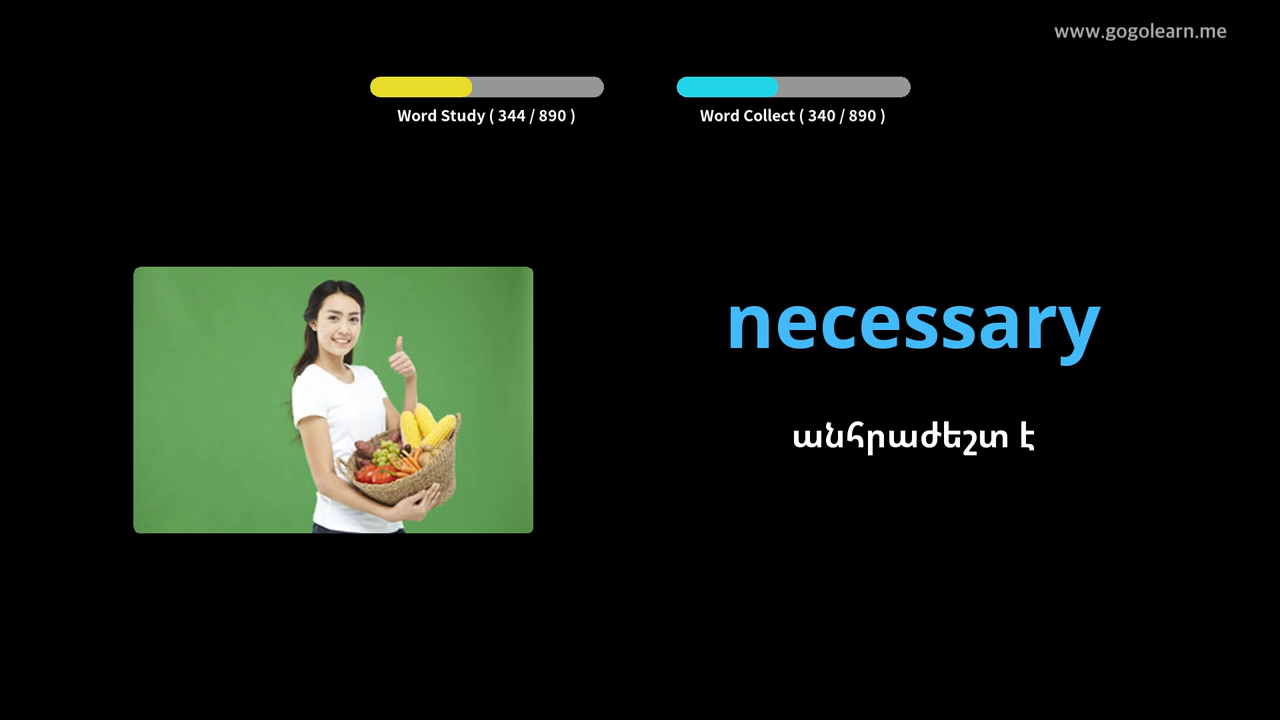 www.gogolearn.me
Word Study ( 344 / 890 )
Word Collect ( 340 / 890 )
necessary
անհրաժեշտ է